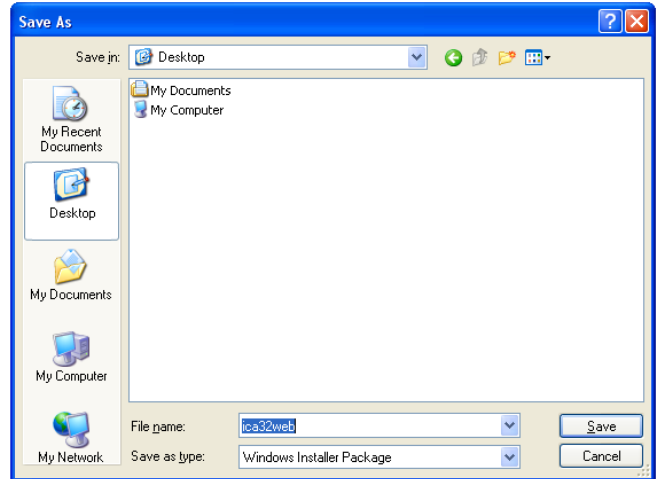 Save As
Save in:
Desktop
My Documents
My Computer
My Recent
Documents
Desktop
My Documents
My Computer
My Network
File name:
ica32web
Save
Save as type:
Windows Installer Package
Cancel